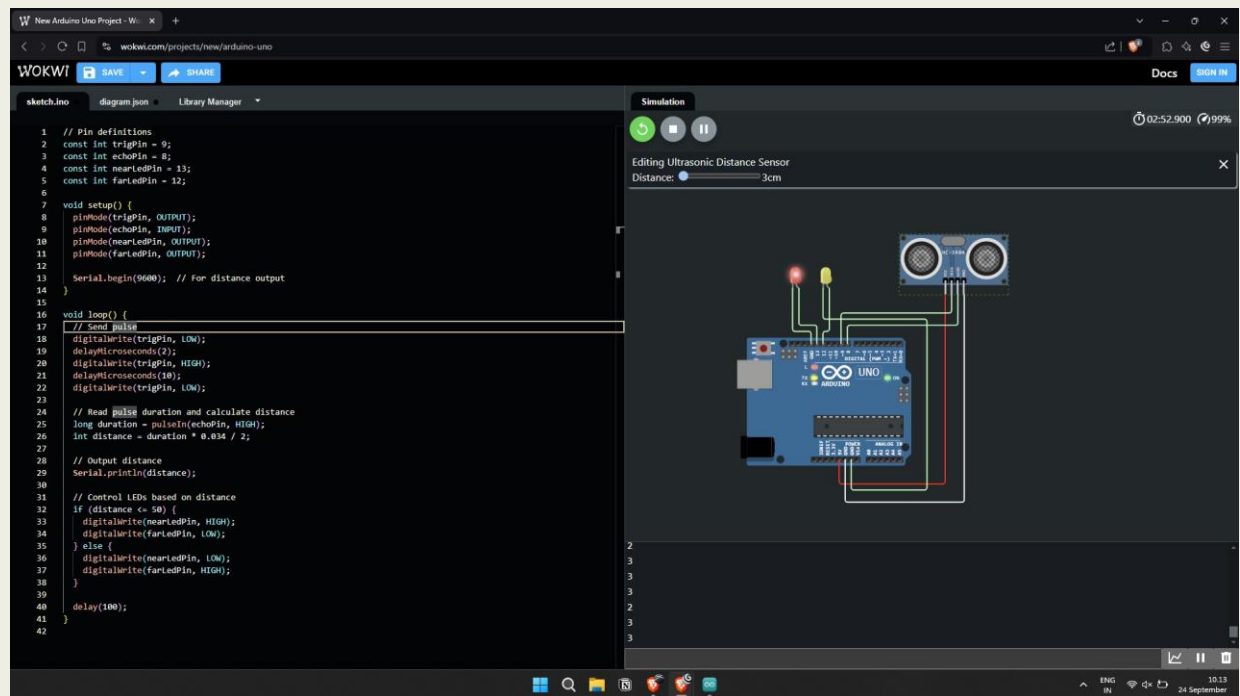 New Arduino Uno Project - Wo
wokwi.com/projects/new/arduino-uno
WOKWI SAVE SHARE Docs SIGN IN
sketch.ino diagram.json Library Manager
1 // Pin definitions
2 const int trigPin = 9;
3 const int echoPin = 8;
4 const int nearLedPin = 13;
5 const int farLedPin = 12;
6
7 void setup() {
8 pinMode(trigPin, OUTPUT);
9 pinMode(echoPin, INPUT);
10 pinMode(nearLedPin, OUTPUT);
11 pinMode(farLedPin, OUTPUT);
12
13 Serial.begin(9600); // For distance output
14 }
15
16 void loop() {
17 // Send pulse
18 digitalWrite(trigPin, LOW);
19 delayMicroseconds(2);
20 digitalWrite(trigPin, HIGH);
21 delayMicroseconds(10);
22 digitalWrite(trigPin, LOW);
23
24 // Read pulse duration and calculate distance
25 long duration = pulseIn(echoPin, HIGH);
26 int distance = duration * 0.034 / 2;
27
28 // Output distance
29 Serial.println(distance);
30
31 // Control LEDs based on distance
32 if (distance <= 50) {
33 digitalWrite(nearLedPin, HIGH);
34 digitalWrite(farLedPin, LOW);
35 } else {
36 digitalWrite(nearLedPin, LOW);
37 digitalWrite(farLedPin, HIGH);
38 }
39
40 delay(100);
41 }
42
Simulation
02:52.900 99%
Editing Ultrasonic Distance Sensor
Distance: 3cm
HC-SR04
DIGITAL (PWM ~)
UNO
ARDUINO
ON
POWER ANALOG IN
2
3
3
3
2
3
3
ENG
IN
10.13
24 September